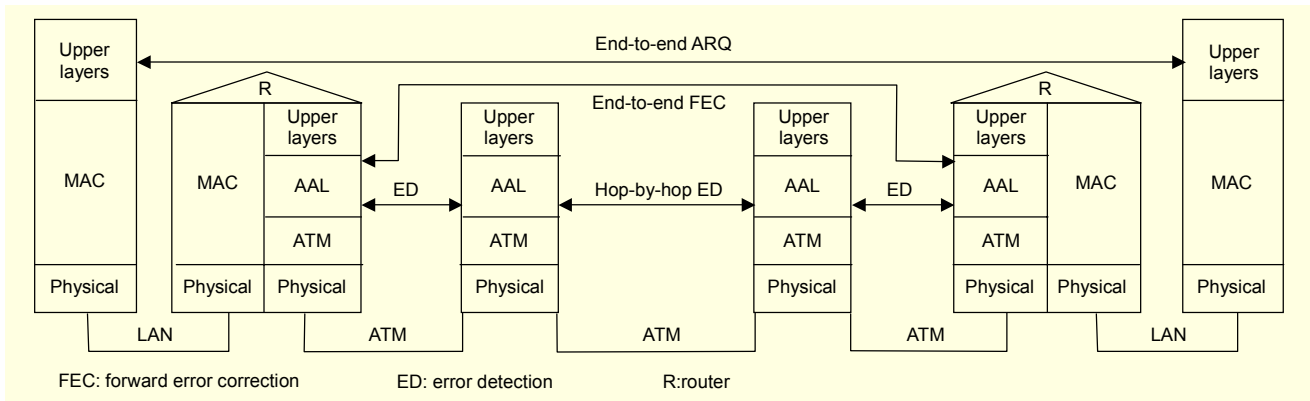 End-to-end ARQ
Upper
layers
Upper
layers
R
R
End-to-end FEC
Upper
layers
Upper
layers
Upper
layers
Upper
layers
MAC
MAC
AAL
ED
AAL
Hop-by-hop ED
AAL
ED
AAL
MAC
MAC
ATM
ATM
ATM
ATM
Physical
Physical
Physical
Physical
Physical
Physical
Physical
Physical
LAN
ATM
ATM
ATM
LAN
FEC: forward error correction
ED: error detection
R:router